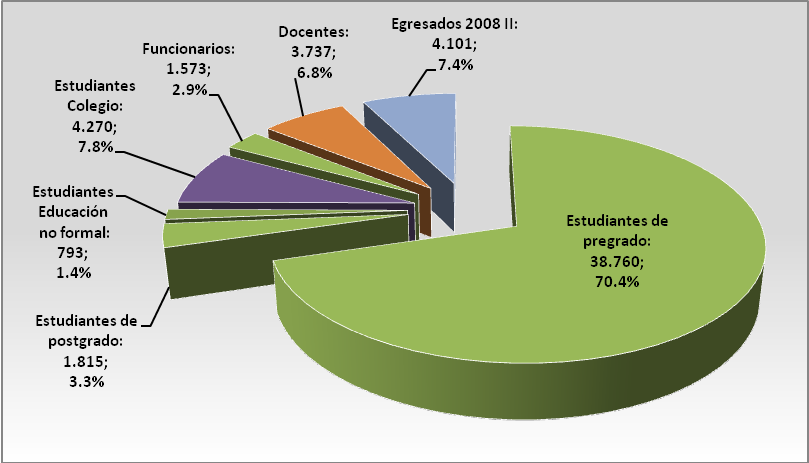 Egresados 2008 II:
4.101;
7.4%
Docentes:
3.737;
6.8%
Funcionarios:
1.573;
2.9%
Estudiantes
Colegio:
4.270;
7.8%
Estudiantes
Educación
no formal:
793;
1.4%
Estudiantes de
postgrado:
1.815;
3.3%
Estudiantes de
pregrado:
38.760;
70.4%